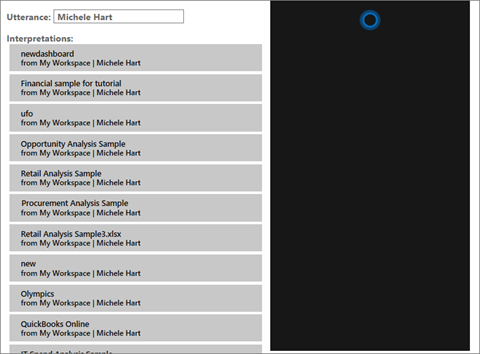 Utterance: Michele Hart
Interpretations:
newdashboard
from My Workspace | Michele Hart
Financial sample for tutorial
from My Workspace | Michele Hart
ufo
from My Workspace | Michele Hart
Opportunity Analysis Sample
from My Workspace | Michele Hart
Retail Analysis Sample
from My Workspace | Michele Hart
Procurement Analysis Sample
from My Workspace | Michele Hart
Retail Analysis Sample3.xlsx
from My Workspace | Michele Hart
new
from My Workspace | Michele Hart
Olympics
from My Workspace | Michele Hart
QuickBooks Online
from My Workspace | Michele Hart
IT Spend Analysis Sample